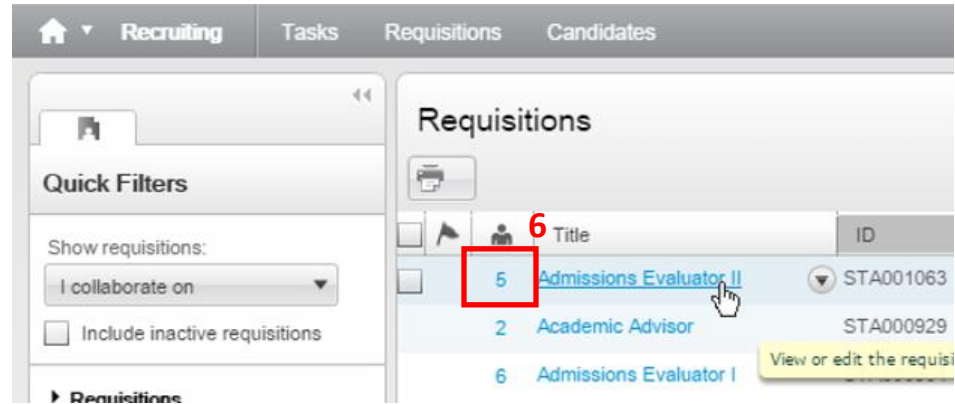 Recruiting Tasks Requisitions Candidates
Requisitions
Quick Filters
6
Title ID
Show requisitions:
I collaborate on
5 Admissions Evaluator II STA001063
Include inactive requisitions
2 Academic Advisor STA000929
View or edit the requisi
6 Admissions Evaluator I
Requisitions